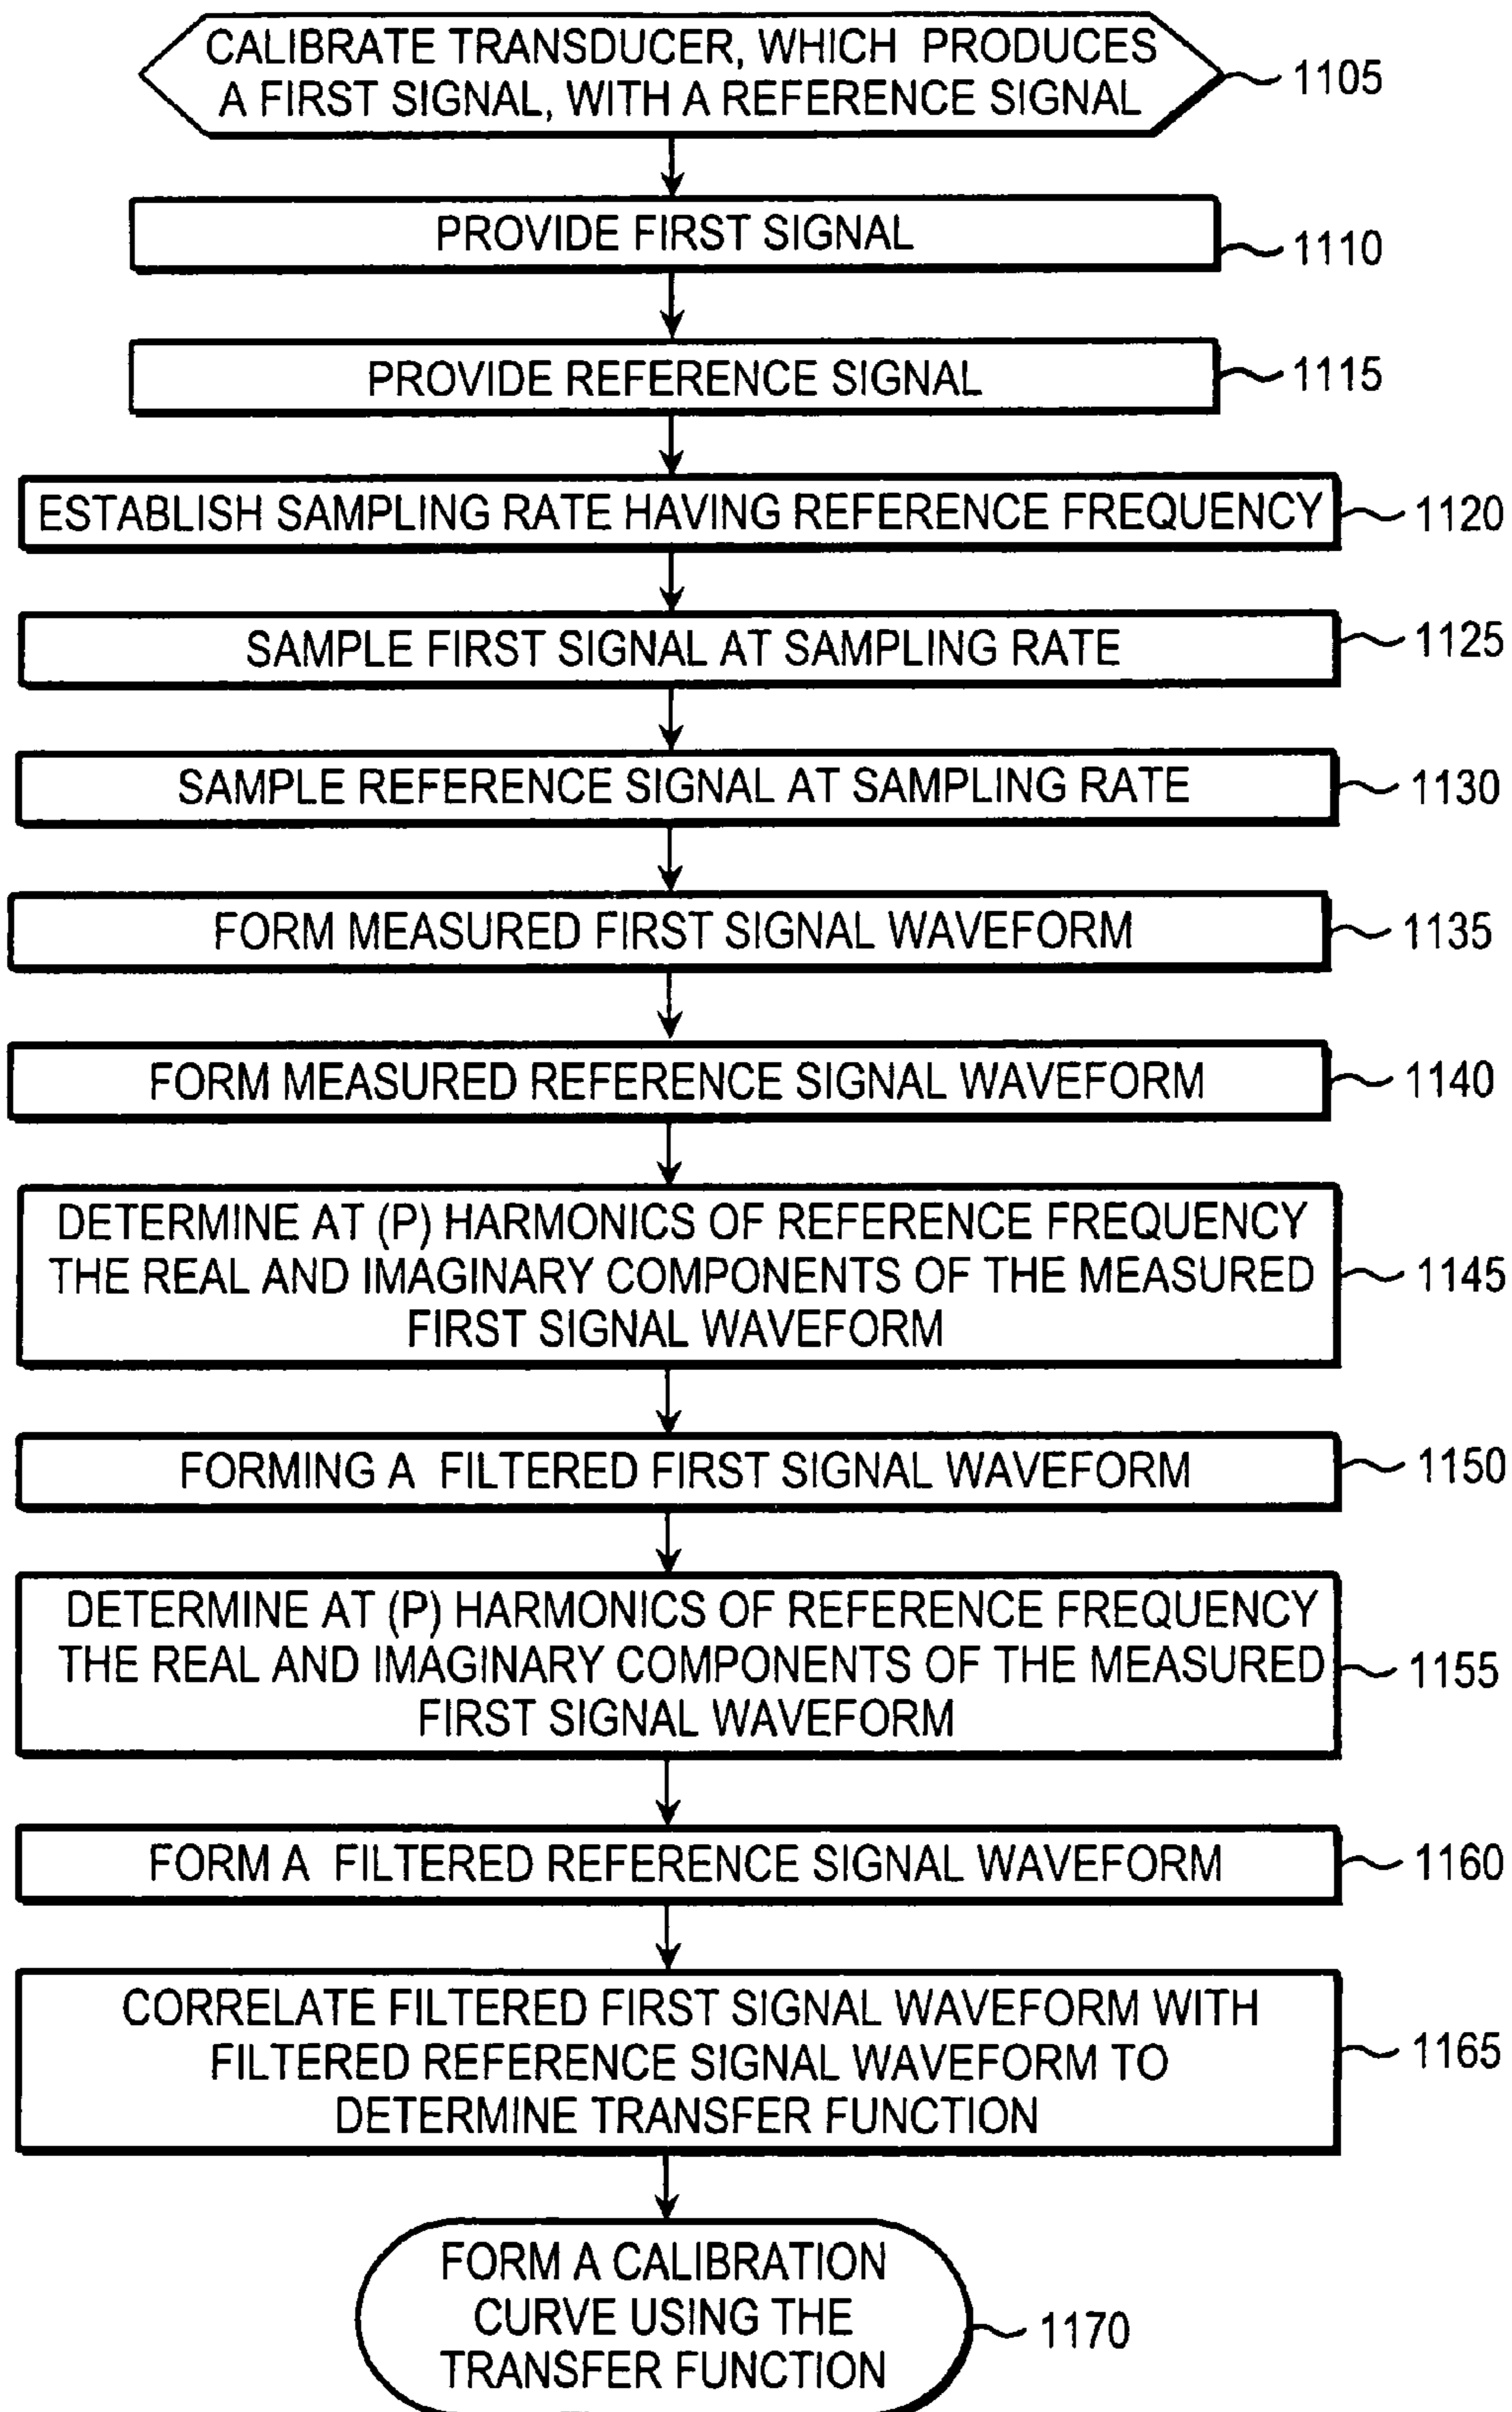 CALIBRATE TRANSDUCER, WHICH PRODUCES
A FIRST SIGNAL, WITH A REFERENCE SIGNAL
1105
PROVIDE FIRST SIGNAL
1110
PROVIDE REFERENCE SIGNAL
1115
ESTABLISH SAMPLING RATE HAVING REFERENCE FREQUENCY
1120
SAMPLE FIRST SIGNAL AT SAMPLING RATE
1125
SAMPLE REFERENCE SIGNAL AT SAMPLING RATE
1130
FORM MEASURED FIRST SIGNAL WAVEFORM
1135
FORM MEASURED REFERENCE SIGNAL WAVEFORM
1140
DETERMINE AT (P) HARMONICS OF REFERENCE FREQUENCY
THE REAL AND IMAGINARY COMPONENTS OF THE MEASURED
FIRST SIGNAL WAVEFORM
1145
FORMING A FILTERED FIRST SIGNAL WAVEFORM
1150
DETERMINE AT (P) HARMONICS OF REFERENCE FREQUENCY
THE REAL AND IMAGINARY COMPONENTS OF THE MEASURED
FIRST SIGNAL WAVEFORM
1155
FORM A FILTERED REFERENCE SIGNAL WAVEFORM
1160
CORRELATE FILTERED FIRST SIGNAL WAVEFORM WITH
FILTERED REFERENCE SIGNAL WAVEFORM TO
DETERMINE TRANSFER FUNCTION
1165
FORM A CALIBRATION
CURVE USING THE
TRANSFER FUNCTION
1170